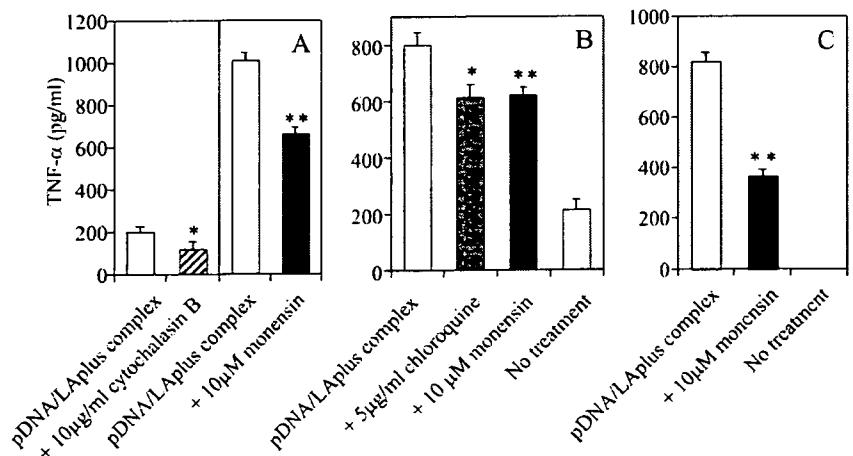 TNF-α (pg/ml)
1200
1000
800
600
400
200
0
A
*
**
pDNA/LAplus complex
+ 10μg/ml cytochalasin B
pDNA/LAplus complex
+ 10μM monensin
800
600
400
200
0
B
*
**
pDNA/LAplus complex
+ 5μg/ml chloroquine
+ 10 μM monensin
No treatment
1000
800
400
400
200
0
C
**
pDNA/LAplus complex
+ 10μM monensin
No treatment